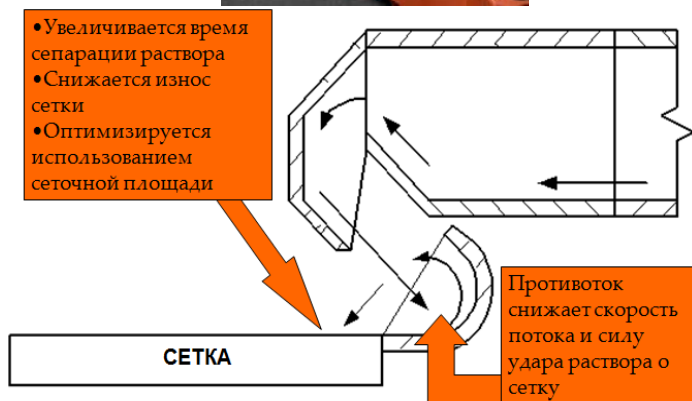 •Увеличивается время
сепарации раствора
•Снижается износ
сетки
•Оптимизируется
использованием
сеточной площади
Противоток
снижает скорость
потока и силу
удара раствора о
сетку
СЕТКА